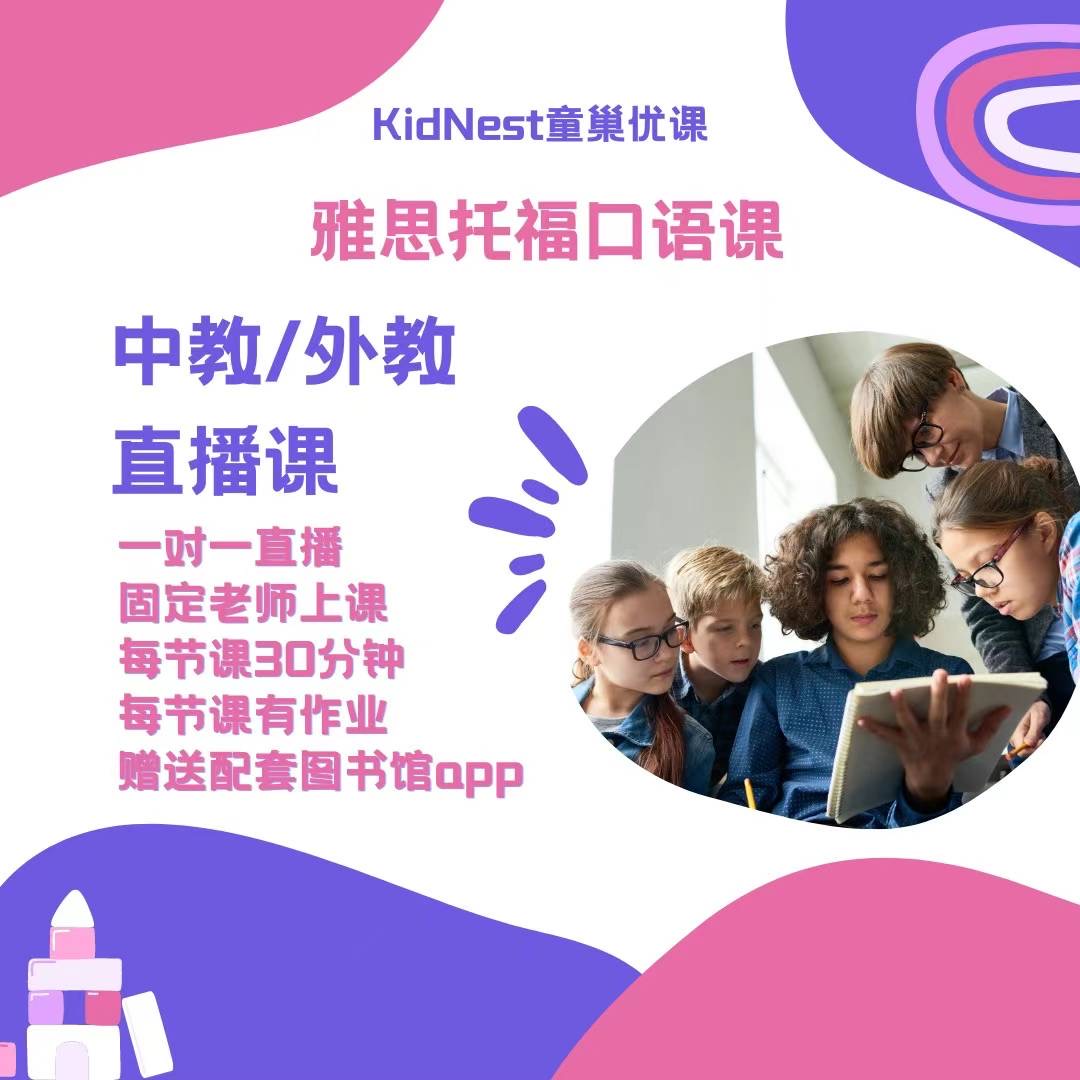 KidNest童巢优课
雅思托福口语课
中教/外教
直播课
一对一直播
固定老师上课
每节课30分钟
每节课有作业
赠送配套图书馆app